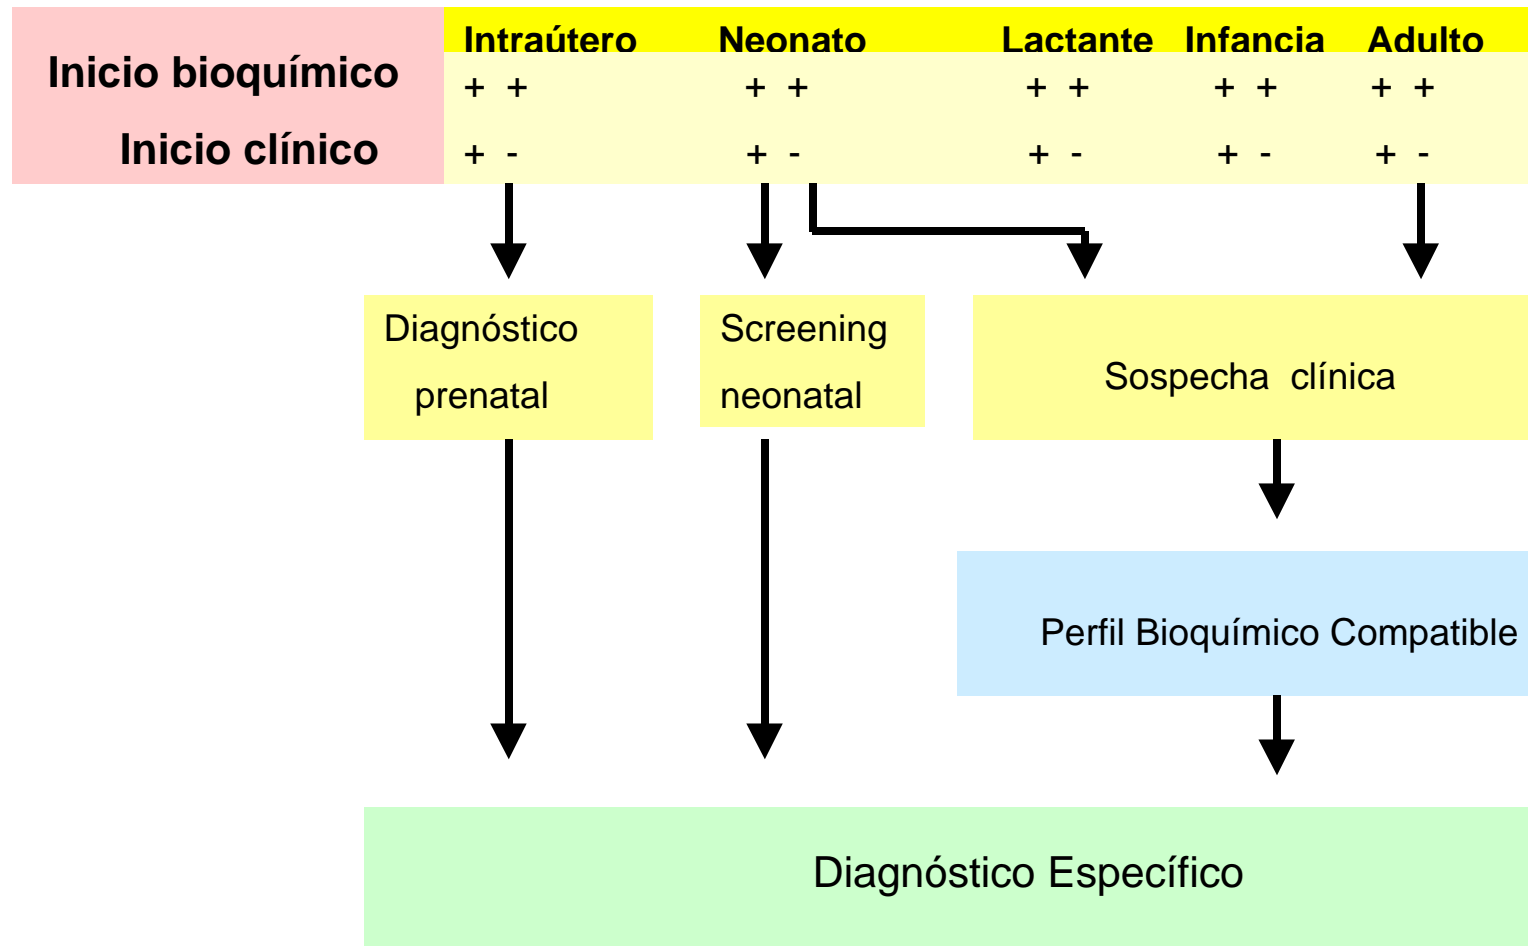 Intraútero Neonato Lactante Infancia Adulto
Inicio bioquímico + + + + + + + + + +
Inicio clínico + - + - + - + - + -
Diagnóstico prenatal
Screening neonatal
Sospecha clínica
Perfil Bioquímico Compatible
Diagnóstico Específico